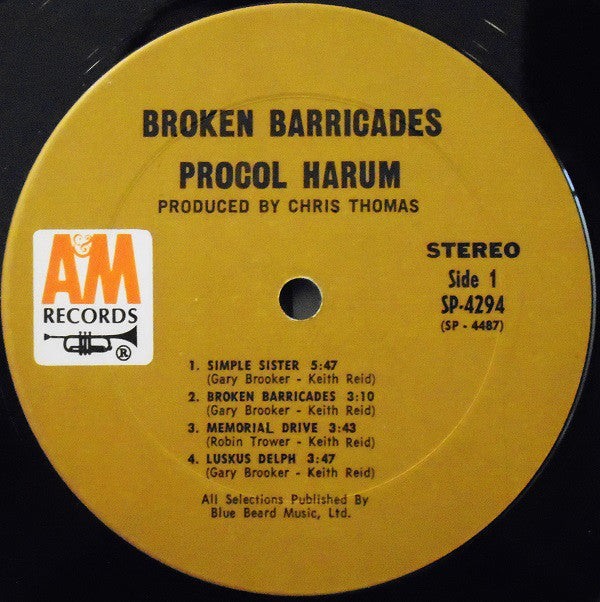 BROKEN BARRICADES
PROCOL HARUM
PRODUCED BY CHRIS THOMAS
A&M
RECORDS
®
STEREO
Side 1
SP-4294
(SP - 4487)
1. SIMPLE SISTER 5:47
(Gary Brooker - Keith Reid)
2. BROKEN BARRICADES 3:10
(Gary Brooker - Keith Reid)
3. MEMORIAL DRIVE 3:43
(Robin Trower - Keith Reid)
4. LUSKUS DELPH 3:47
(Gary Brooker - Keith Reid)
All Selections Published By
Blue Beard Music, Ltd.